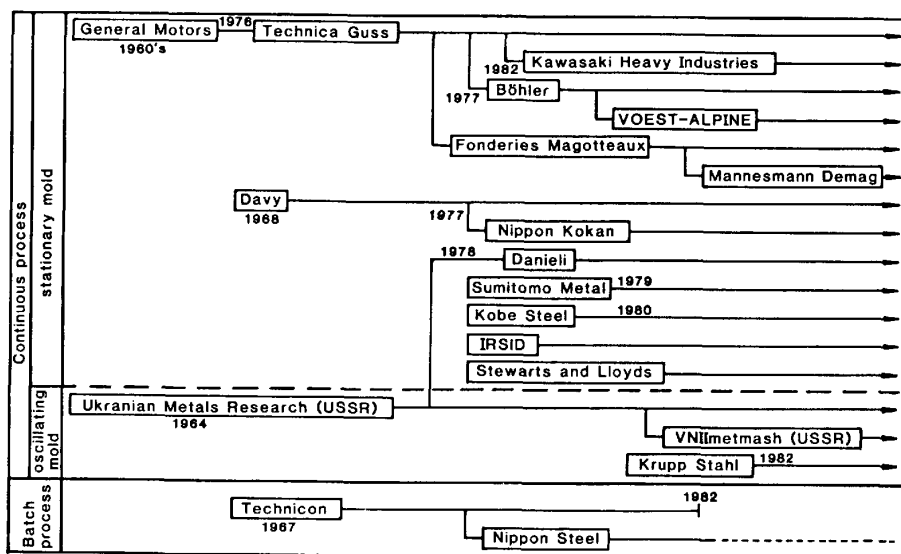 Continuous process
stationary mold
General Motors
1960's
1976
Technica Guss
1982
Kawasaki Heavy Industries
1977
Böhler
VOEST-ALPINE
Fonderies Magotteaux
Mannesmann Demag
Davy
1968
1977
Nippon Kokan
1978
Danieli
Sumitomo Metal
1979
Kobe Steel
1980
IRSID
Stewarts and Lloyds
oscillating
mold
Ukranian Metals Research (USSR)
1964
VNIImetmash (USSR)
Krupp Stahl
1982
Batch
process
Technicon
1967
1982
Nippon Steel